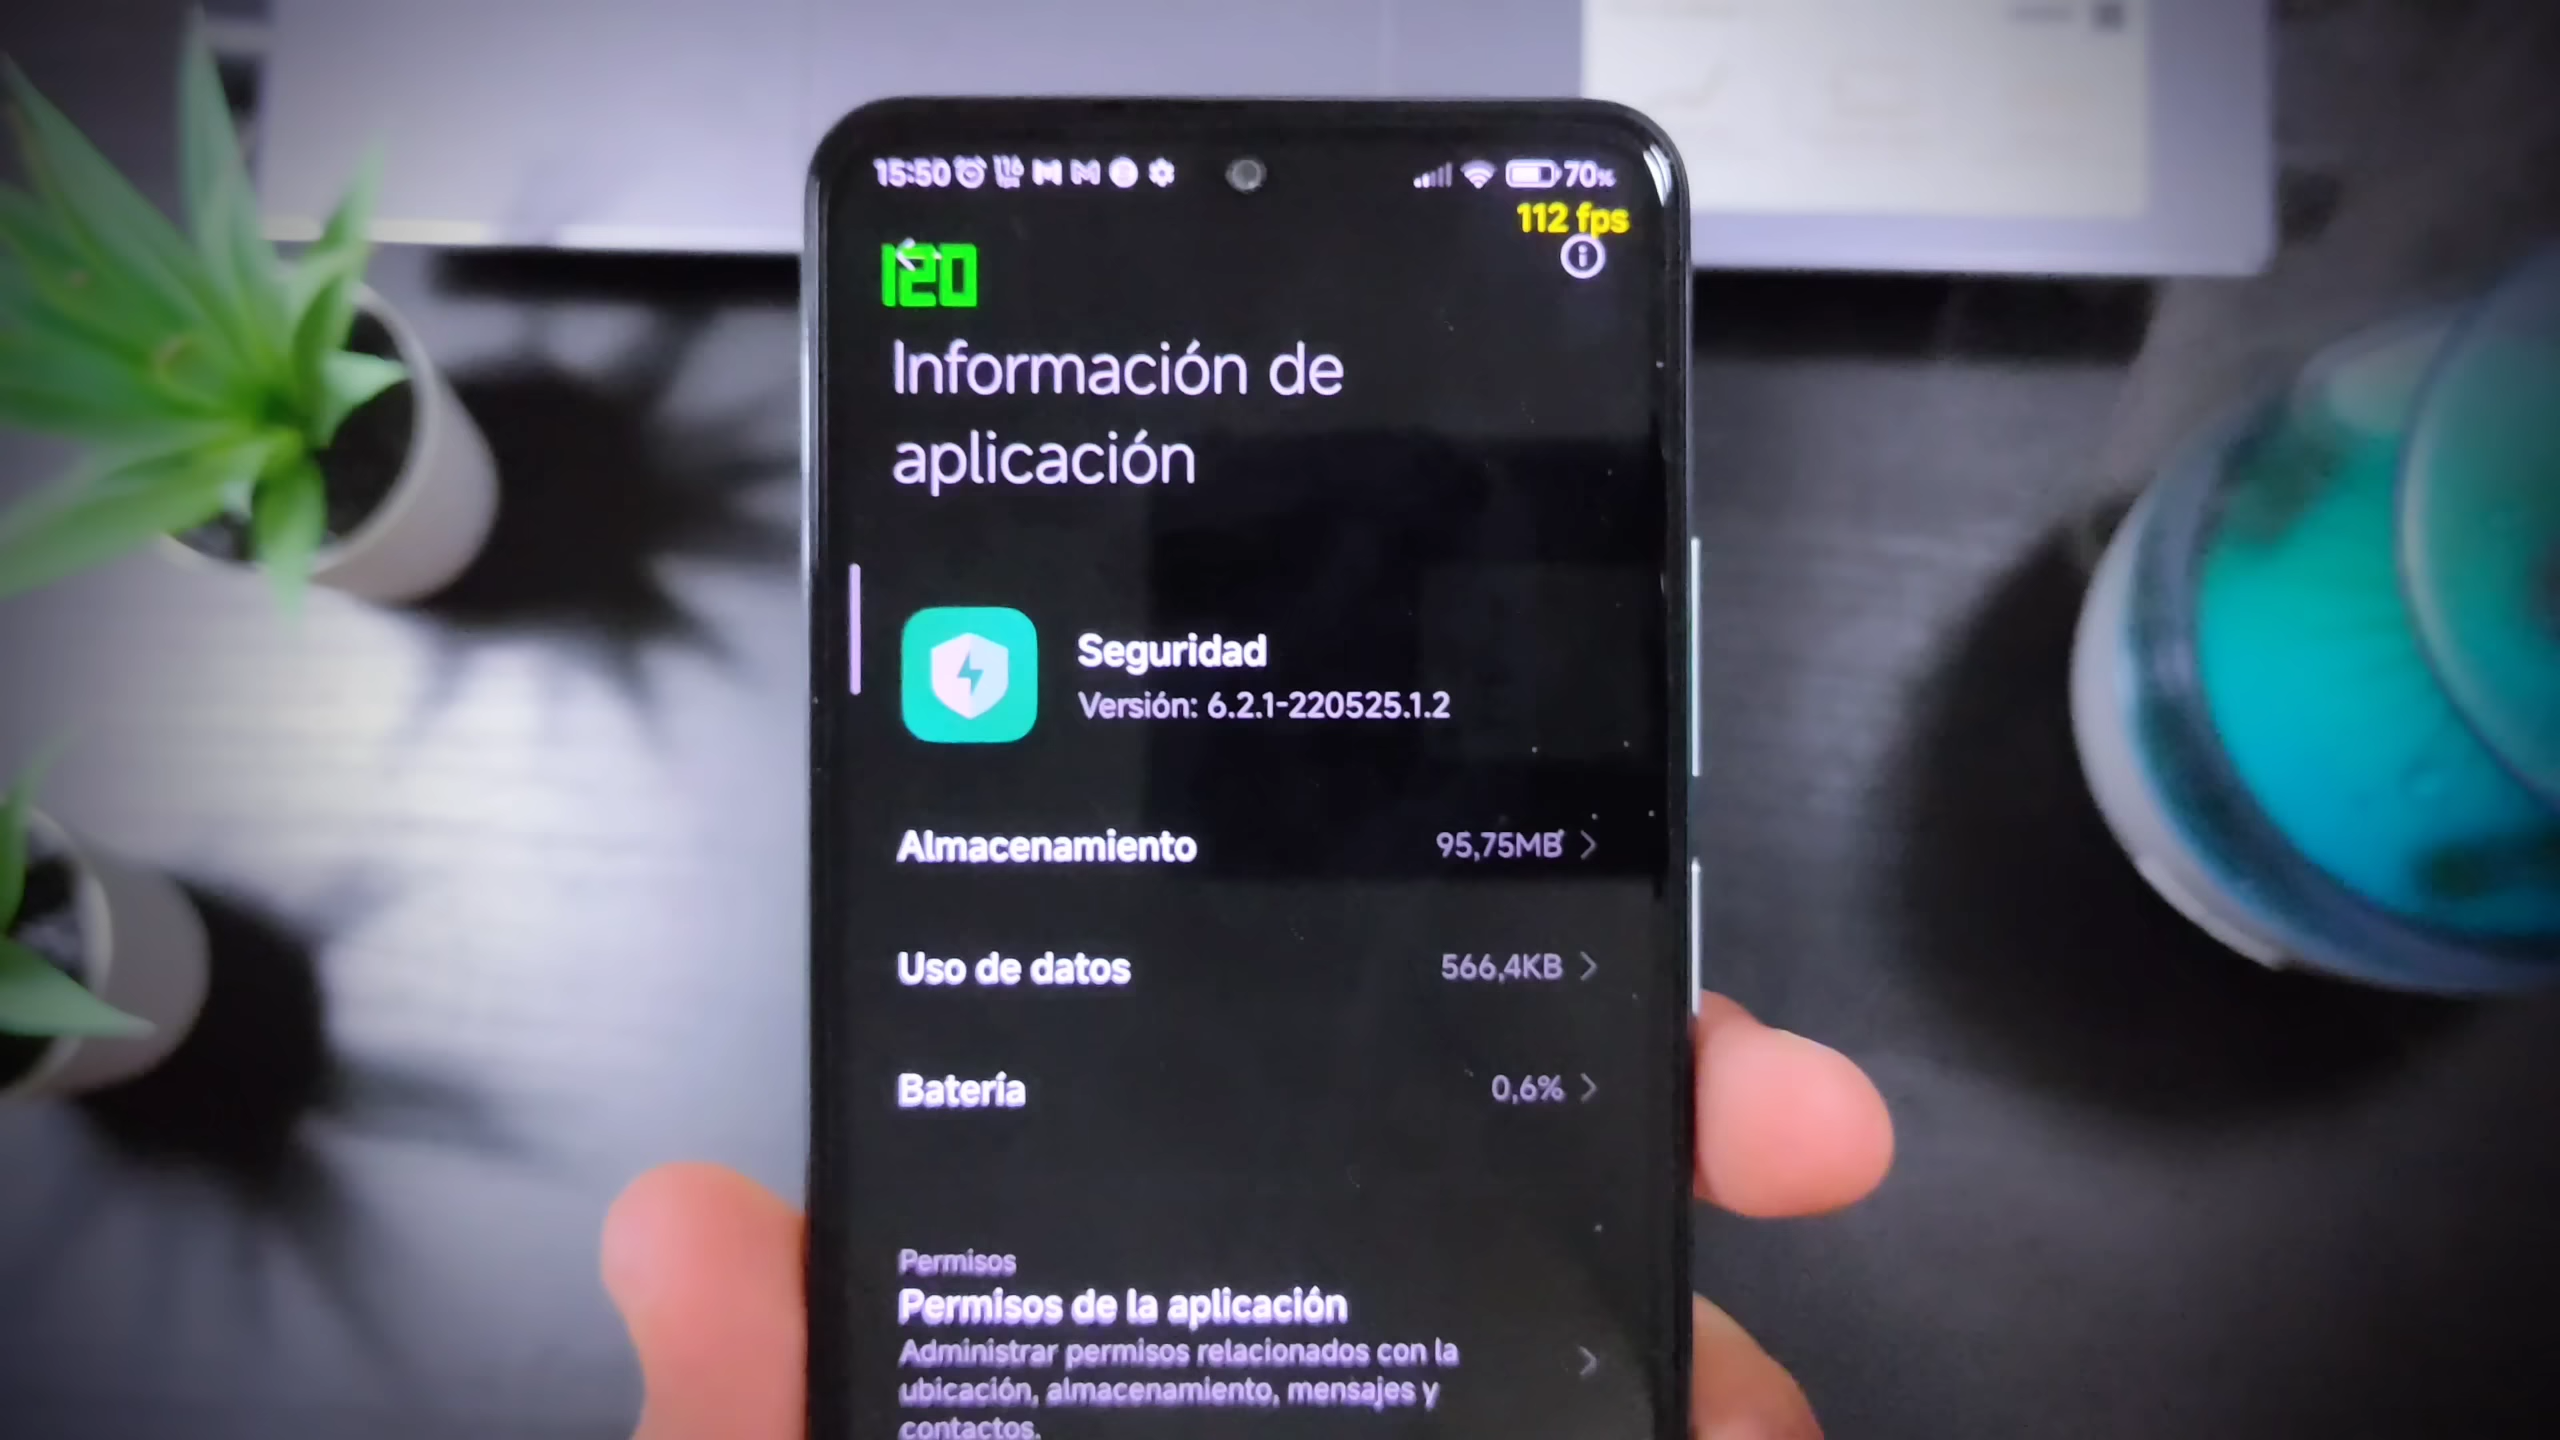 15:50
70%
112 fps
120
Información de
aplicación
Seguridad
Versión: 6.2.1-220525.1.2
Almacenamiento 95,75MB
Uso de datos 566,4KB
Batería 0,6%
Permisos
Permisos de la aplicación
Administrar permisos relacionados con la
ubicación, almacenamiento, mensajes y
contactos.